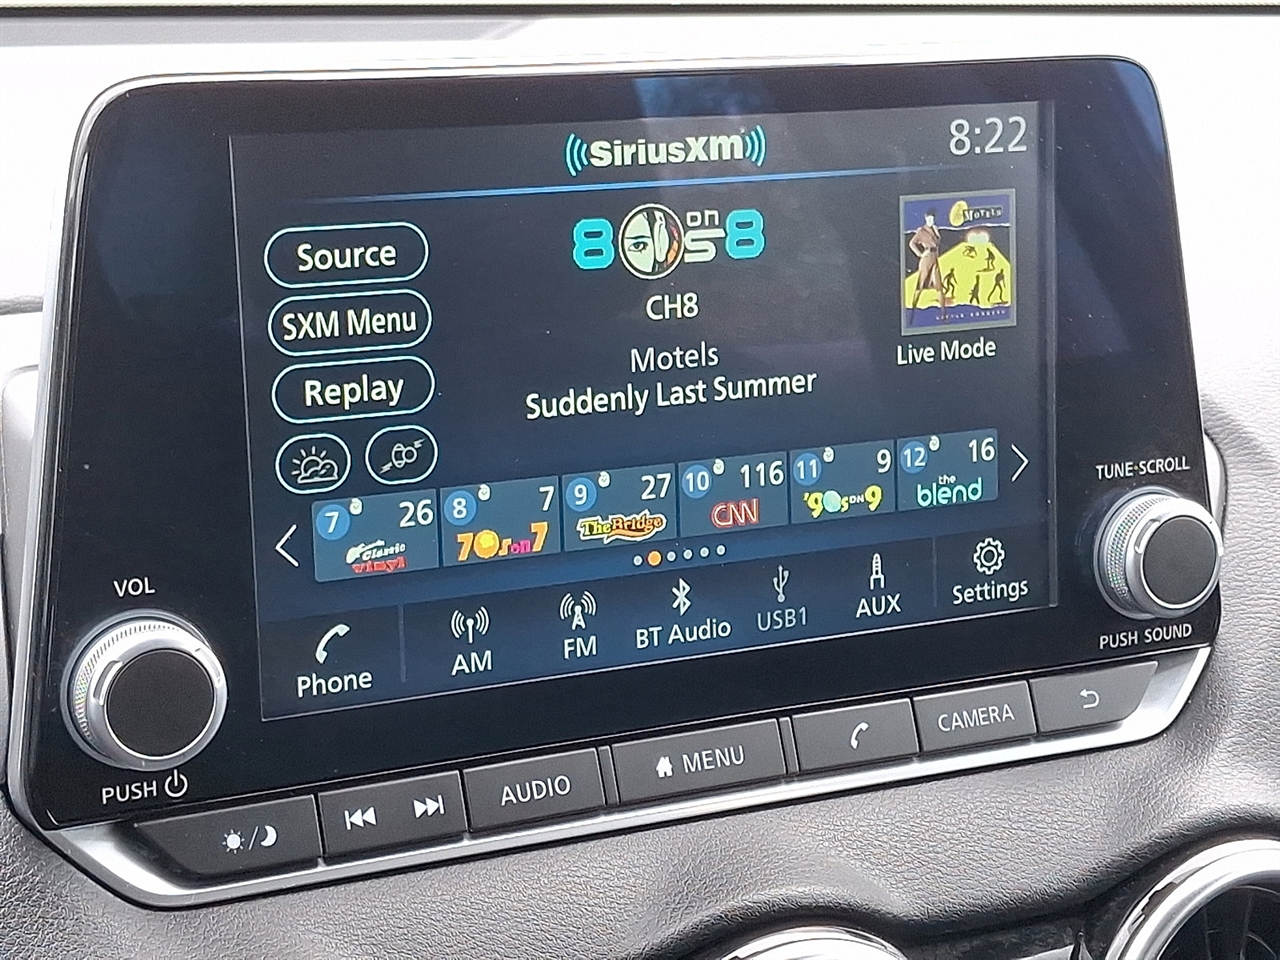 SiriusXm
8:22
Source
8 on s 8
MOTELS
SXM Menu
CH8
Replay
Motels
Live Mode
Suddenly Last Summer
7 26
Classic
vinyl
8 7
70s on 7
9 27
The Bridge
10 116
CNN
11 9
'90s ON 9
12 16
the
blend
TUNE·SCROLL
VOL
Phone
AM
FM
BT Audio
USB1
AUX
Settings
PUSH SOUND
PUSH
AUDIO
MENU
CAMERA